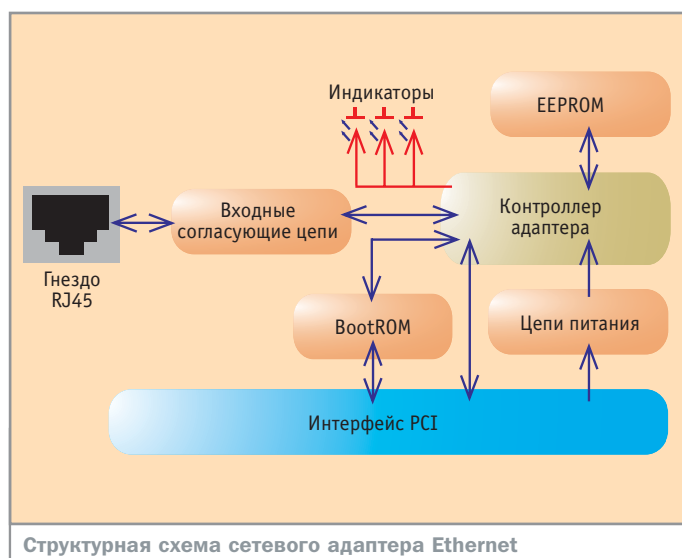 Индикаторы
EEPROM
Входные
согласующие цепи
Контроллер
адаптера
Гнездо
RJ45
BootROM
Цепи питания
Интерфейс PCI
Структурная схема сетевого адаптера Ethernet